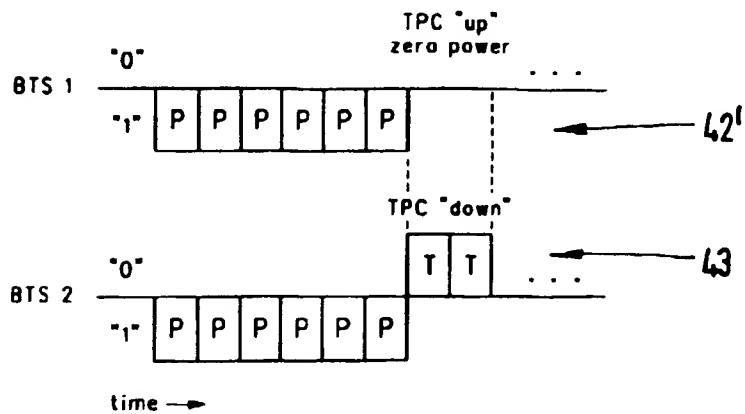 TPC "up"
zero power
"0"
. . .
BTS 1
"1" P P P P P P
42'
TPC "down"
"0" T T
43
. . .
BTS 2
"1" P P P P P P
time →